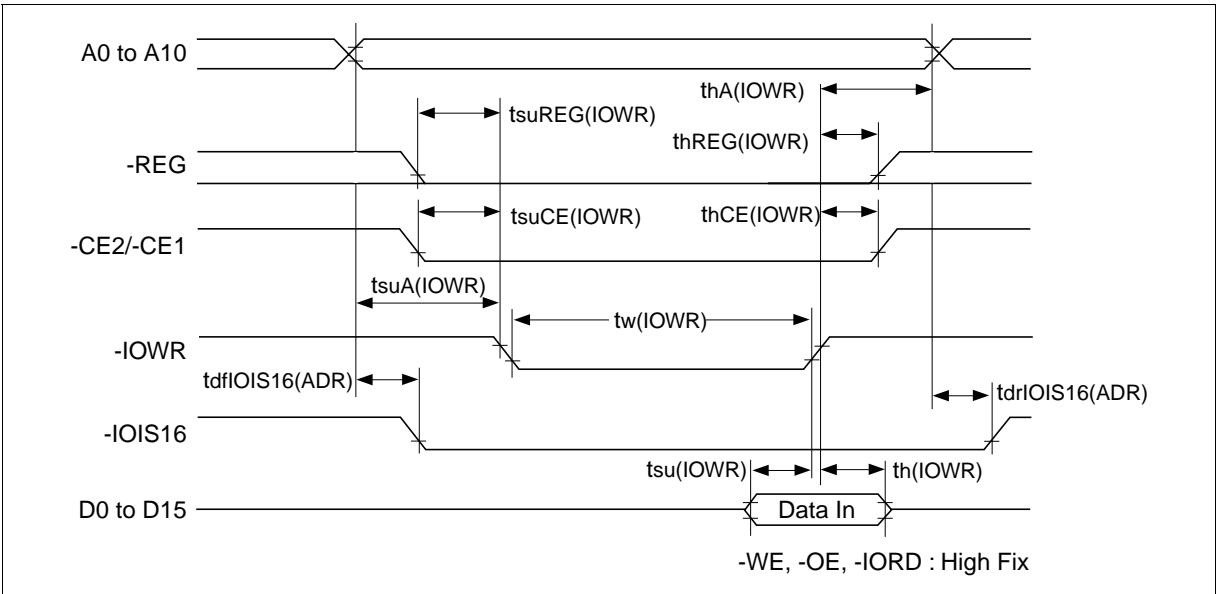 A0 to A10
thA(IOWR)
tsuREG(IOWR)
thREG(IOWR)
-REG
tsuCE(IOWR)
thCE(IOWR)
-CE2/-CE1
tsuA(IOWR)
tw(IOWR)
-IOWR
tdfIOIS16(ADR)
tdrIOIS16(ADR)
-IOIS16
tsu(IOWR)
th(IOWR)
D0 to D15
Data In
-WE, -OE, -IORD : High Fix